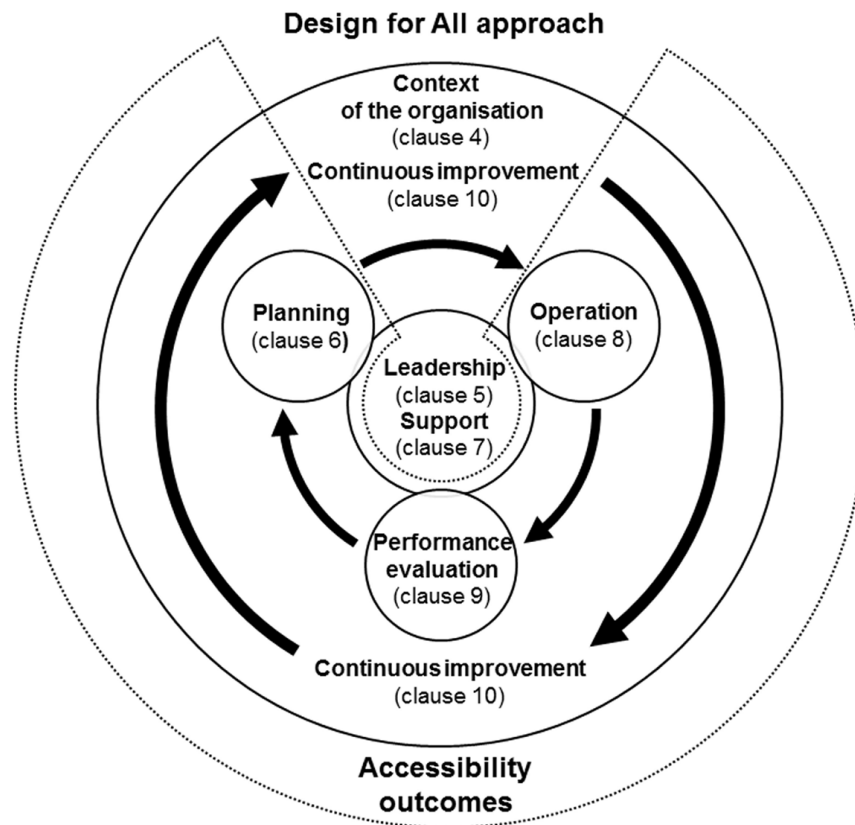 Design for All approach
Context
of the organisation
(clause 4)
Continuous improvement
(clause 10)
Planning
(clause 6)
Operation
(clause 8)
Leadership
(clause 5)
Support
(clause 7)
Performance
evaluation
(clause 9)
Continuous improvement
(clause 10)
Accessibility
outcomes